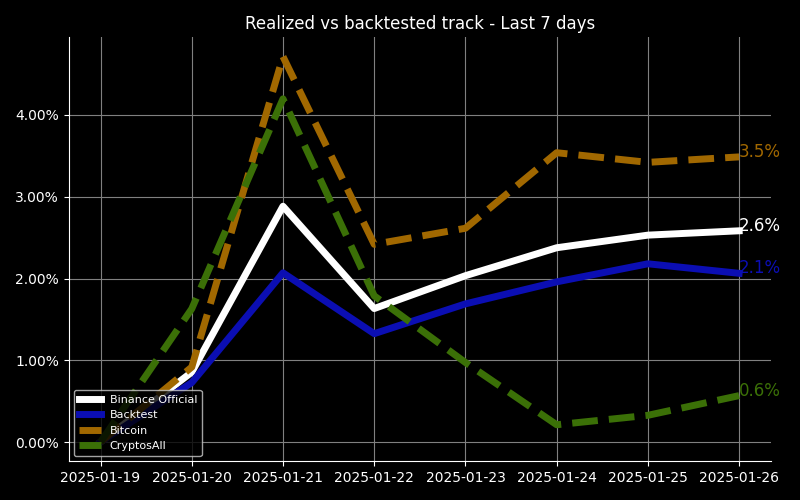 Realized vs backtested track - Last 7 days
4.00%
3.00%
2.00%
1.00%
0.00%
3.5%
2.6%
2.1%
0.6%
Binance Official
Backtest
Bitcoin
CryptosAll
2025-01-19 2025-01-20 2025-01-21 2025-01-22 2025-01-23 2025-01-24 2025-01-25 2025-01-26